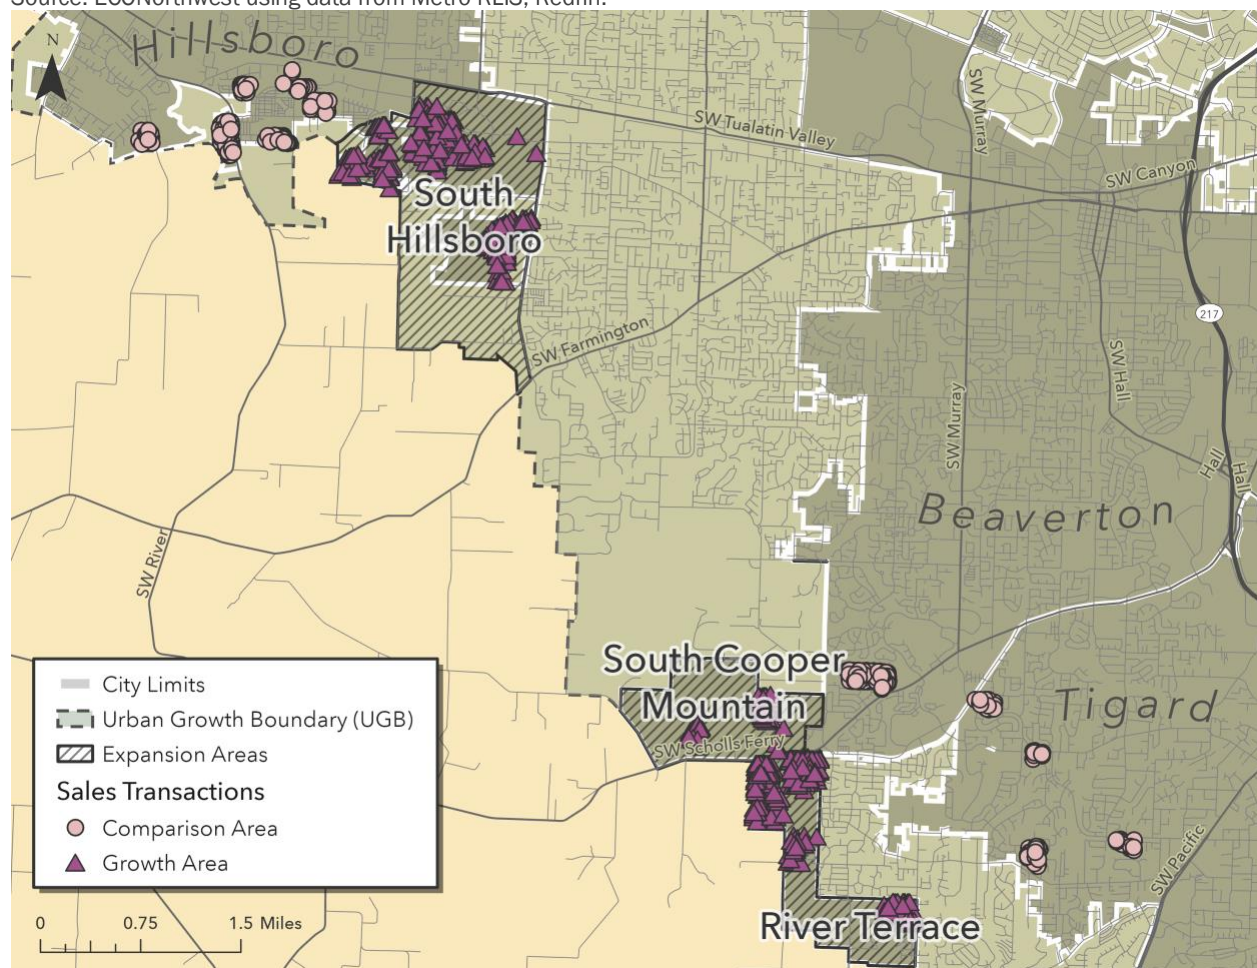 Source: ECONorthwest using data from Metro RLIS, Redfin.
Hillsboro
N
SW Murray
SW Tualatin Valley
SW Canyon
South
Hillsboro
217
SW Farmington
SW Hall
SW Murray
Hall
Hall
Beaverton
SW River
South Cooper
Mountain
Tigard
SW Scholls Ferry
SW Pacific
River Terrace
City Limits
Urban Growth Boundary (UGB)
Expansion Areas
Sales Transactions
Comparison Area
Growth Area
0 0.75 1.5 Miles